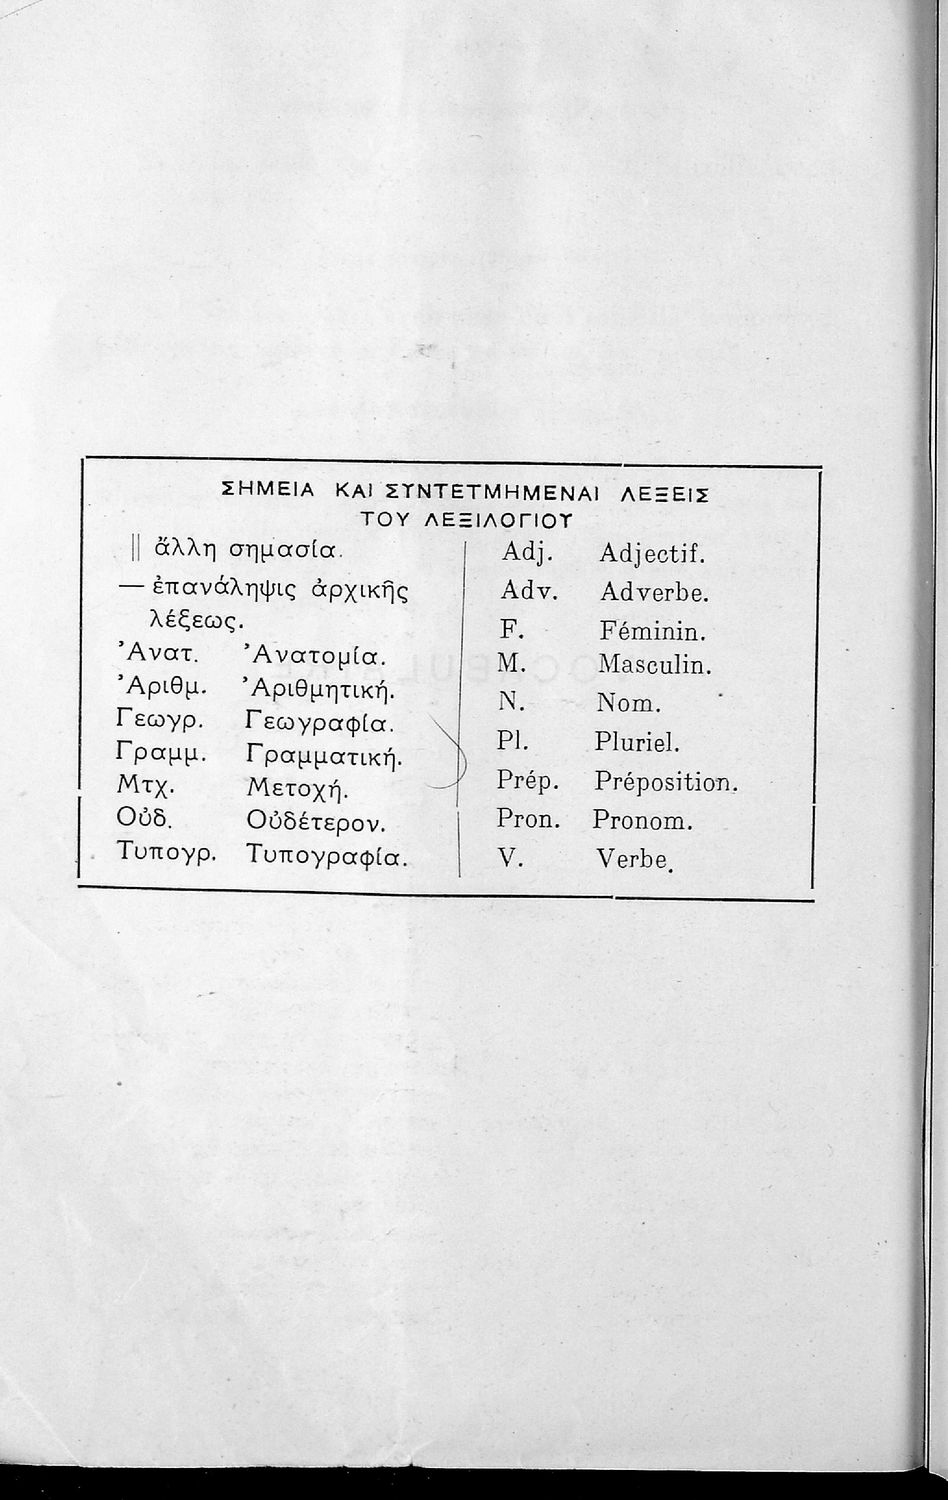 ΣΗΜΕΙΑ ΚΑΙ ΣΥΝΤΕΤΜΗΜΕΝΑΙ ΛΕΞΕΙΣ
ΤΟΥ ΛΕΞΙΛΟΓΙΟΥ
|| ἄλλη σημασία.
— ἐπανάληψις ἀρχικῆς
λέξεως.
Ἀνατ. Ἀνατομία.
Ἀριθμ. Ἀριθμητική.
Γεωγρ. Γεωγραφία.
Γραμμ. Γραμματική.
Μτχ. Μετοχή.
Οὐδ. Οὐδέτερον.
Τυπογρ. Τυπογραφία.
Adj. Adjectif.
Adv. Adverbe.
F. Féminin.
M. Masculin.
N. Nom.
Pl. Pluriel.
Prép. Préposition.
Pron. Pronom.
V. Verbe.